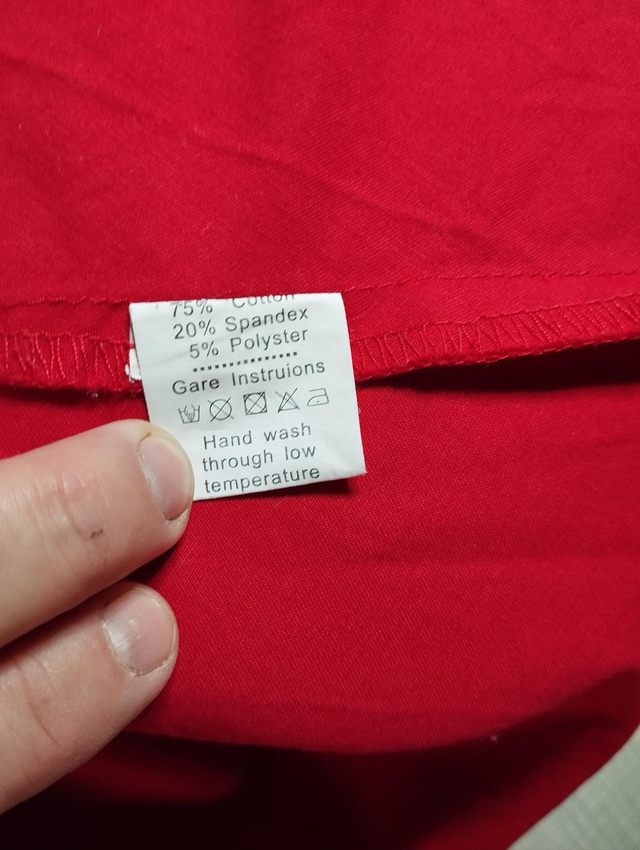 75% Cotton
20% Spandex
5% Polyster
Gare Instruions
Hand wash
through low
temperature